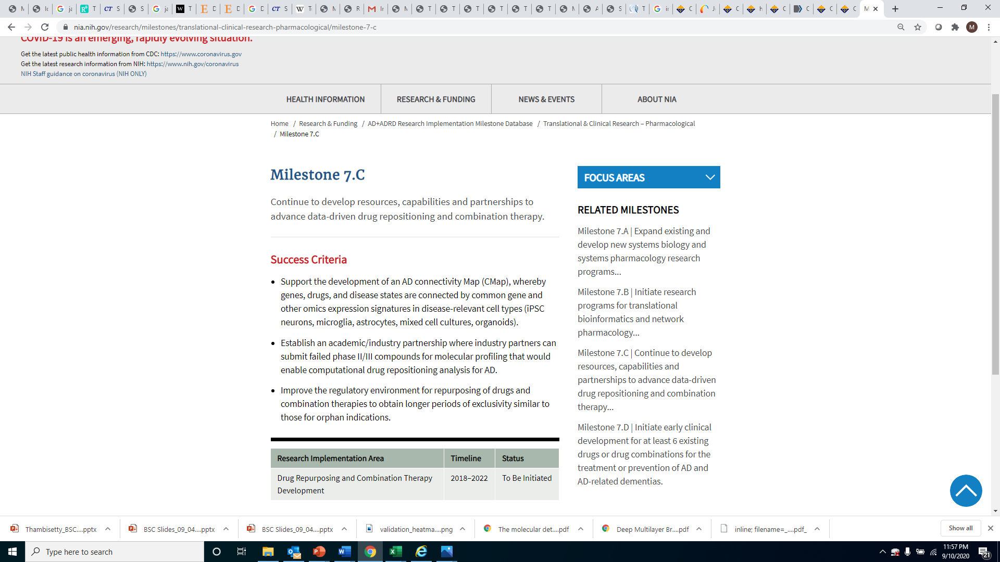 nia.nih.gov/research/milestones/translational-clinical-research-pharmacological/milestone-7-c
M
COVID-19 is an emerging, rapidly evolving situation.
Get the latest public health information from CDC: https://www.coronavirus.gov
Get the latest research information from NIH: https://www.nih.gov/coronavirus
NIH Staff guidance on coronavirus (NIH ONLY)
HEALTH INFORMATION
RESEARCH & FUNDING
NEWS & EVENTS
ABOUT NIA
Home / Research & Funding / AD+ADRD Research Implementation Milestone Database / Translational & Clinical Research – Pharmacological
/ Milestone 7.C
Milestone 7.C
Continue to develop resources, capabilities and partnerships to
advance data-driven drug repositioning and combination therapy.
Success Criteria
• Support the development of an AD connectivity Map (CMap), whereby
genes, drugs, and disease states are connected by common gene and
other omics expression signatures in disease-relevant cell types (iPSC
neurons, microglia, astrocytes, mixed cell cultures, organoids).
• Establish an academic/industry partnership where industry partners can
submit failed phase II/III compounds for molecular profiling that would
enable computational drug repositioning analysis for AD.
• Improve the regulatory environment for repurposing of drugs and
combination therapies to obtain longer periods of exclusivity similar to
those for orphan indications.
Research Implementation Area Timeline Status
Drug Repurposing and Combination Therapy 2018–2022 To Be Initiated
Development
FOCUS AREAS
RELATED MILESTONES
Milestone 7.A | Expand existing and
develop new systems biology and
systems pharmacology research
programs...
Milestone 7.B | Initiate research
programs for translational
bioinformatics and network
pharmacology...
Milestone 7.C | Continue to develop
resources, capabilities and
partnerships to advance data-driven
drug repositioning and combination
therapy...
Milestone 7.D | Initiate early clinical
development for at least 6 existing
drugs or drug combinations for the
treatment or prevention of AD and
AD-related dementias.
Thambisetty_BSC....pptx
BSC Slides_09_04....pptx
BSC Slides_09_04....pptx
validation_heatma....png
The molecular det....pdf
Deep Multilayer Br....pdf
inline; filename=_....pdf_
Show all
Type here to search
11:57 PM
9/10/2020
21